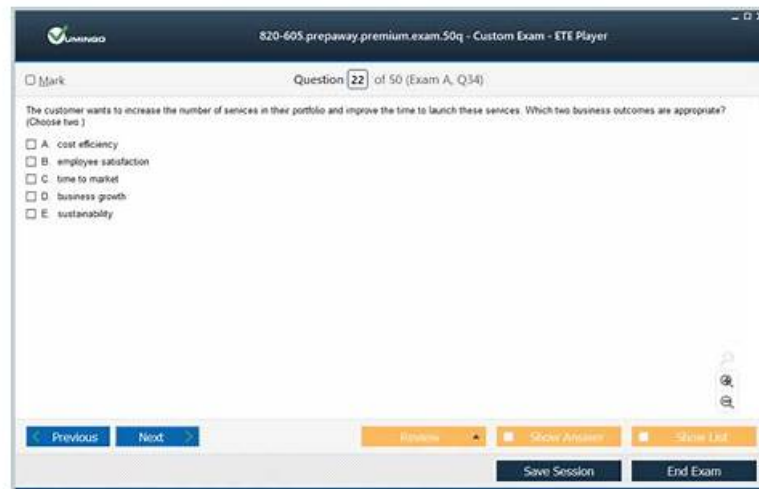 VUMINGO
820-605.prepaway.premium.exam.50q - Custom Exam - ETE Player
Mark
Question 22 of 50 (Exam A, Q34)
The customer wants to increase the number of services in their portfolio and improve the time to launch these services. Which two business outcomes are appropriate?
(Choose two.)
A. cost efficiency
B. employee satisfaction
C. time to market
D. business growth
E. sustainability
Previous
Next
Review
Show Answer
Show List
Save Session
End Exam